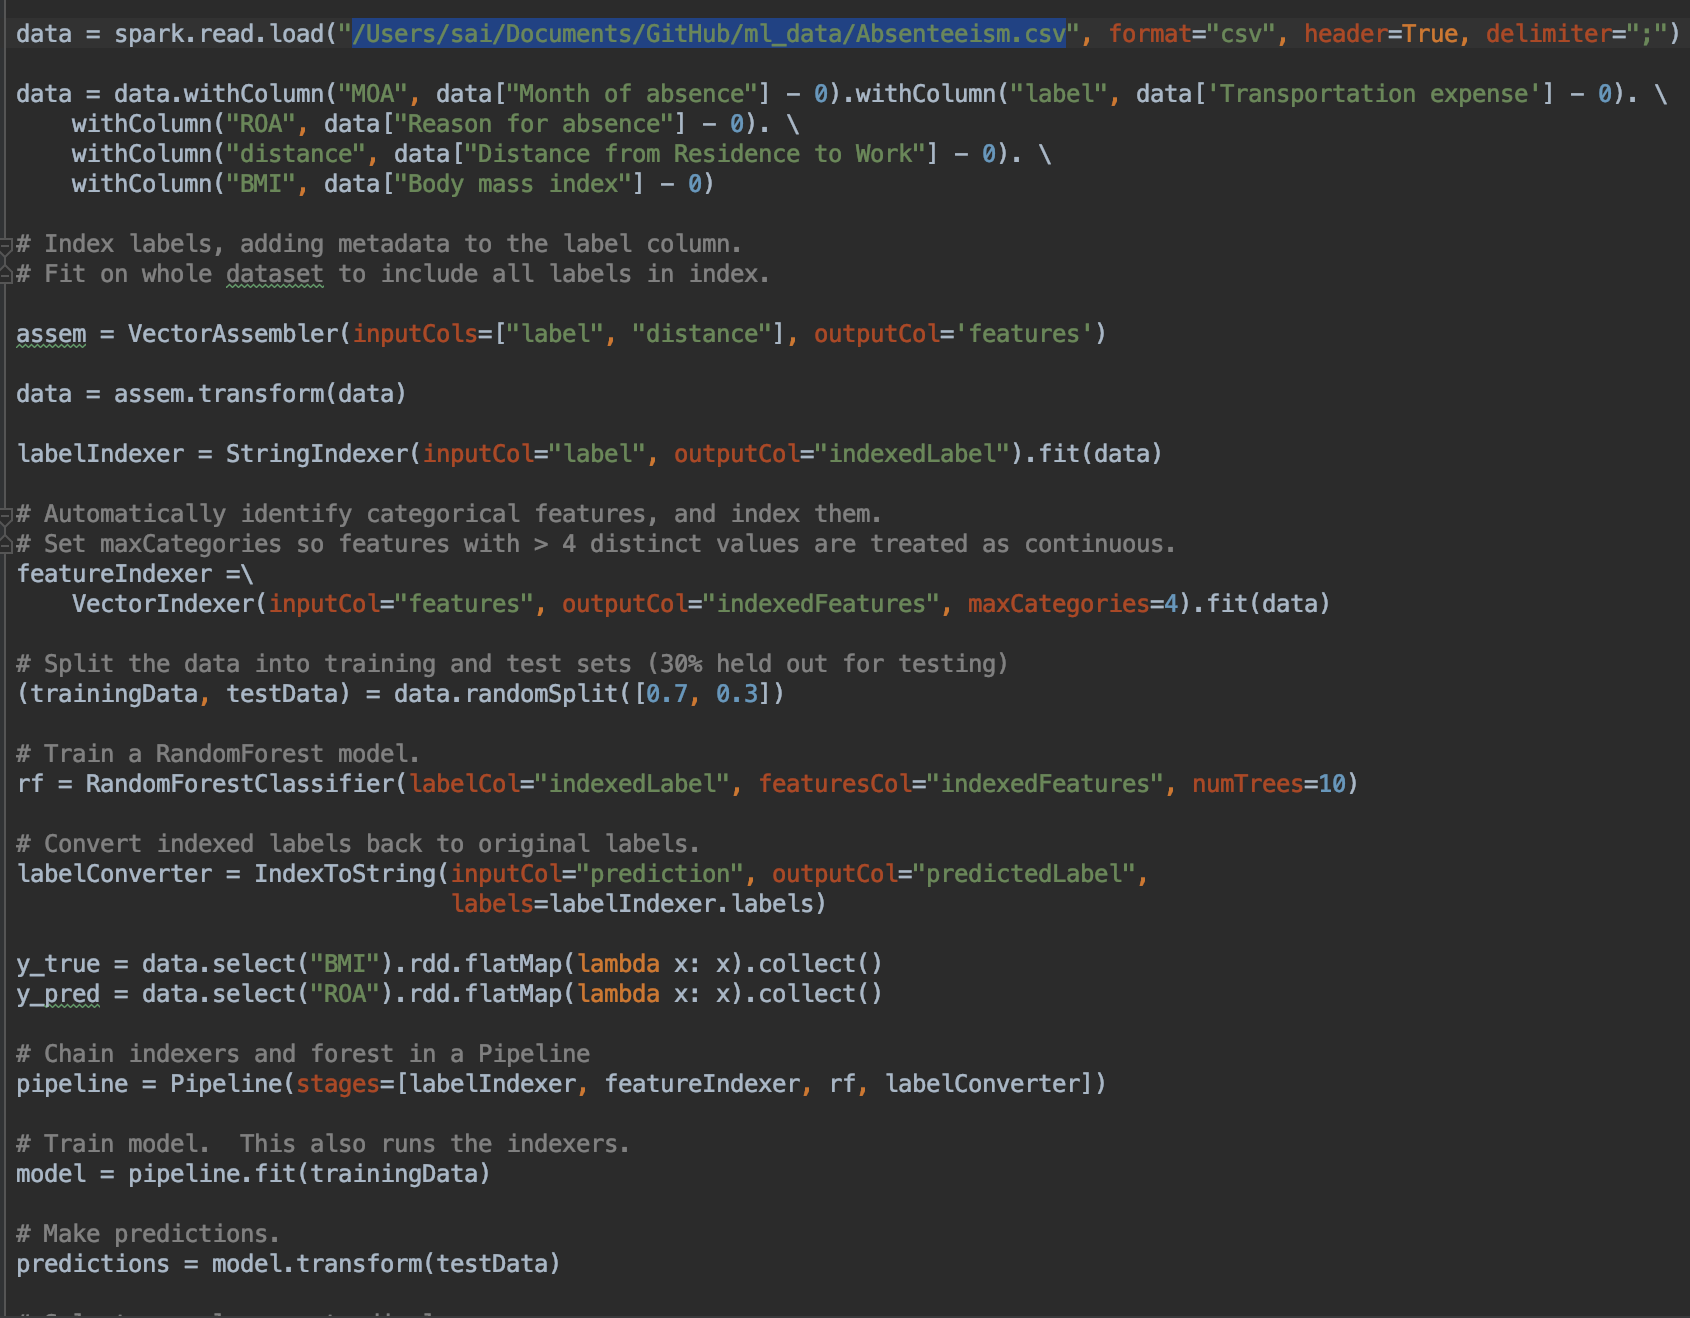 data = spark.read.load("/Users/sai/Documents/GitHub/ml_data/Absenteeism.csv", format="csv", header=True, delimiter=";")
data = data.withColumn("MOA", data["Month of absence"] - 0).withColumn("label", data['Transportation expense'] - 0). \
withColumn("ROA", data["Reason for absence"] - 0). \
withColumn("distance", data["Distance from Residence to Work"] - 0). \
withColumn("BMI", data["Body mass index"] - 0)
# Index labels, adding metadata to the label column.
# Fit on whole dataset to include all labels in index.
assem = VectorAssembler(inputCols=["label", "distance"], outputCol='features')
data = assem.transform(data)
labelIndexer = StringIndexer(inputCol="label", outputCol="indexedLabel").fit(data)
# Automatically identify categorical features, and index them.
# Set maxCategories so features with > 4 distinct values are treated as continuous.
featureIndexer =\
VectorIndexer(inputCol="features", outputCol="indexedFeatures", maxCategories=4).fit(data)
# Split the data into training and test sets (30% held out for testing)
(trainingData, testData) = data.randomSplit([0.7, 0.3])
# Train a RandomForest model.
rf = RandomForestClassifier(labelCol="indexedLabel", featuresCol="indexedFeatures", numTrees=10)
# Convert indexed labels back to original labels.
labelConverter = IndexToString(inputCol="prediction", outputCol="predictedLabel",
labels=labelIndexer.labels)
y_true = data.select("BMI").rdd.flatMap(lambda x: x).collect()
y_pred = data.select("ROA").rdd.flatMap(lambda x: x).collect()
# Chain indexers and forest in a Pipeline
pipeline = Pipeline(stages=[labelIndexer, featureIndexer, rf, labelConverter])
# Train model.  This also runs the indexers.
model = pipeline.fit(trainingData)
# Make predictions.
predictions = model.transform(testData)